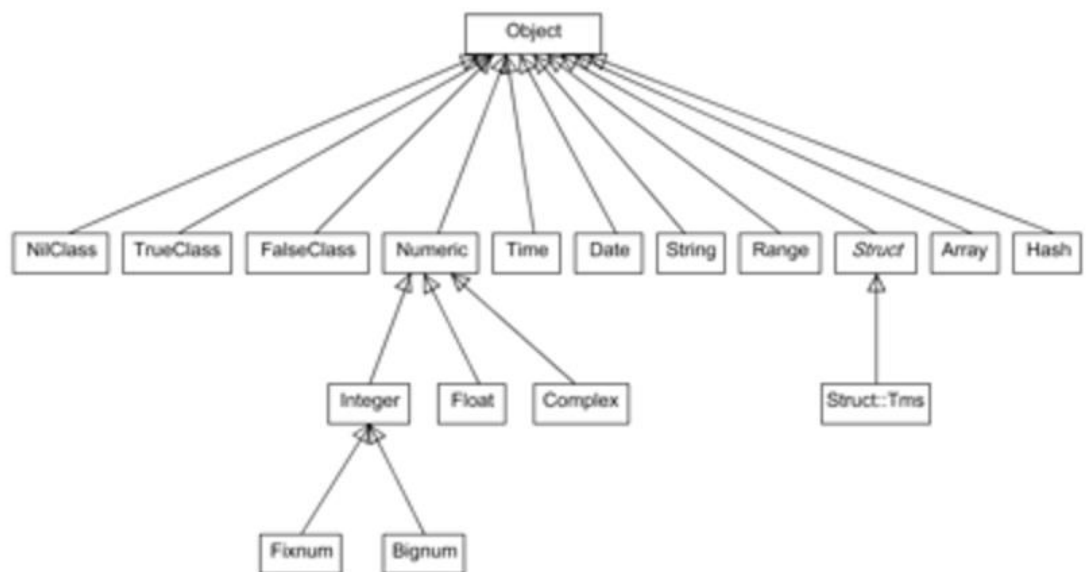 Object
NilClass TrueClass FalseClass Numeric Time Date String Range Struct Array Hash
Integer Float Complex Struct::Tms
Fixnum Bignum